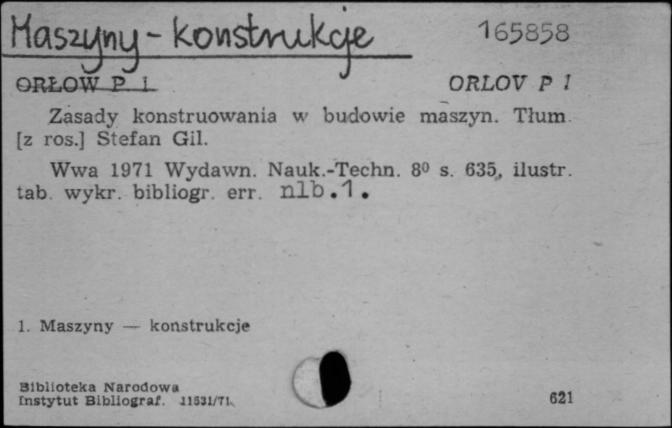 Maszyny - konstrukcje 165858
ORŁOW P I ORLOV P I
Zasady konstruowania w budowie maszyn. Tłum.
[z ros.] Stefan Gil.
Wwa 1971 Wydawn. Nauk.-Techn. 8⁰ s. 635, ilustr.
tab. wykr. bibliogr. err. nlb.1.
1. Maszyny — konstrukcje
Biblioteka Narodowa
Instytut Bibliograf. 11531/71. 621